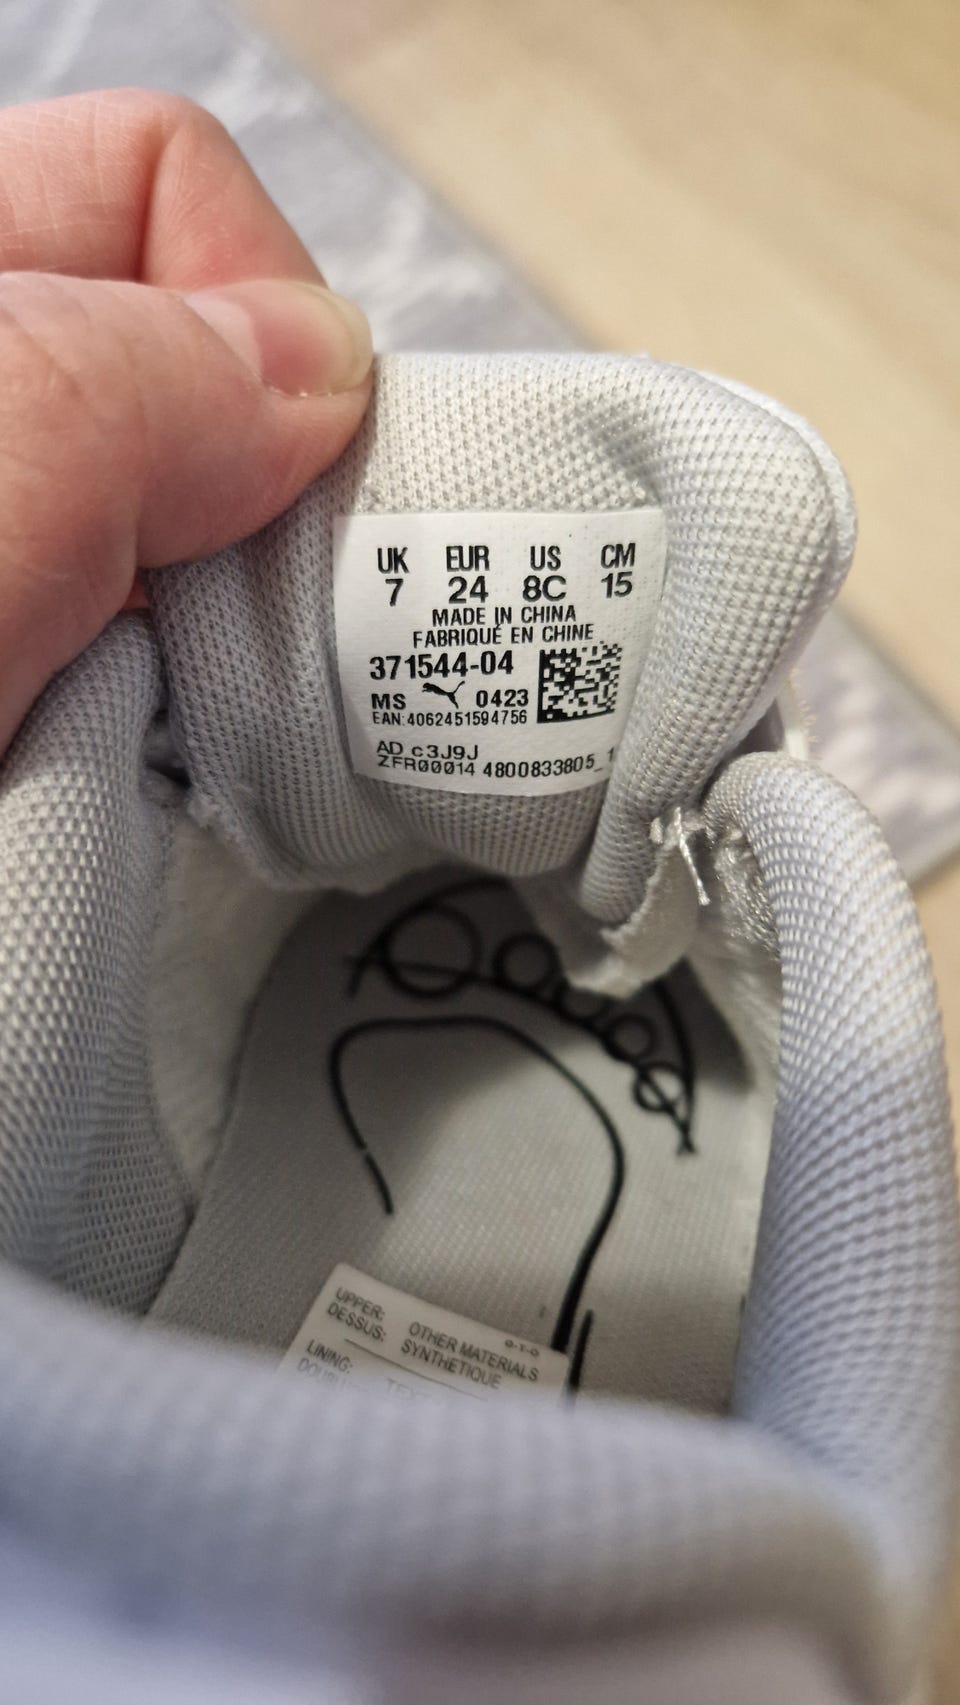 UK EUR US CM
7 24 8C 15
MADE IN CHINA
FABRIQUÉ EN CHINE
371544-04
MS 0423
EAN:4062451594756
AD c3J9J
ZFR00014 4800833805_1
UPPER: OTHER MATERIALS
DESSUS: SYNTHETIQUE
LINING: